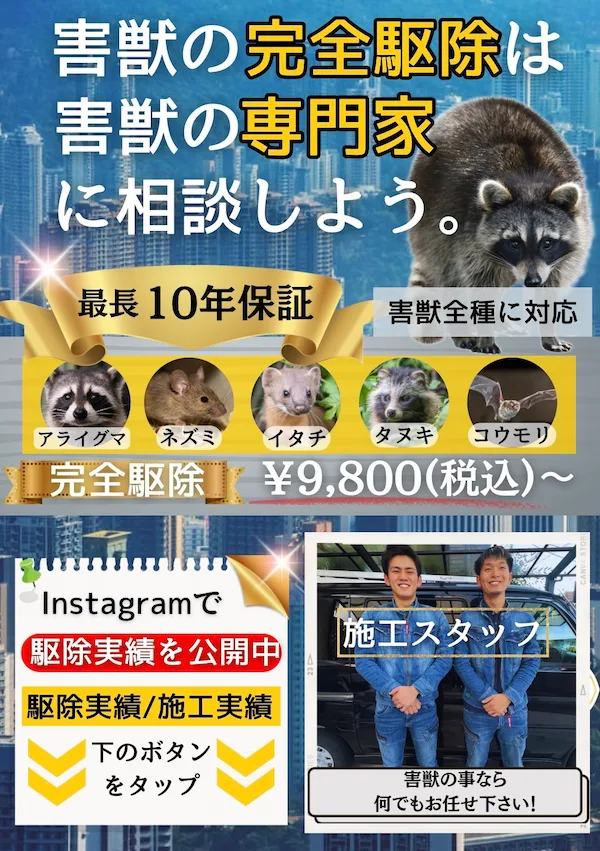 害獣の完全駆除は
害獣の専門家
に相談しよう。
最長10年保証
害獣全種に対応
アライグマ
ネズミ
イタチ
タヌキ
コウモリ
完全駆除 ¥9,800(税込)～
Instagramで
駆除実績を公開中
駆除実績/施工実績
下のボタン
をタップ
施工スタッフ
害獣の事なら
何でもお任せ下さい!